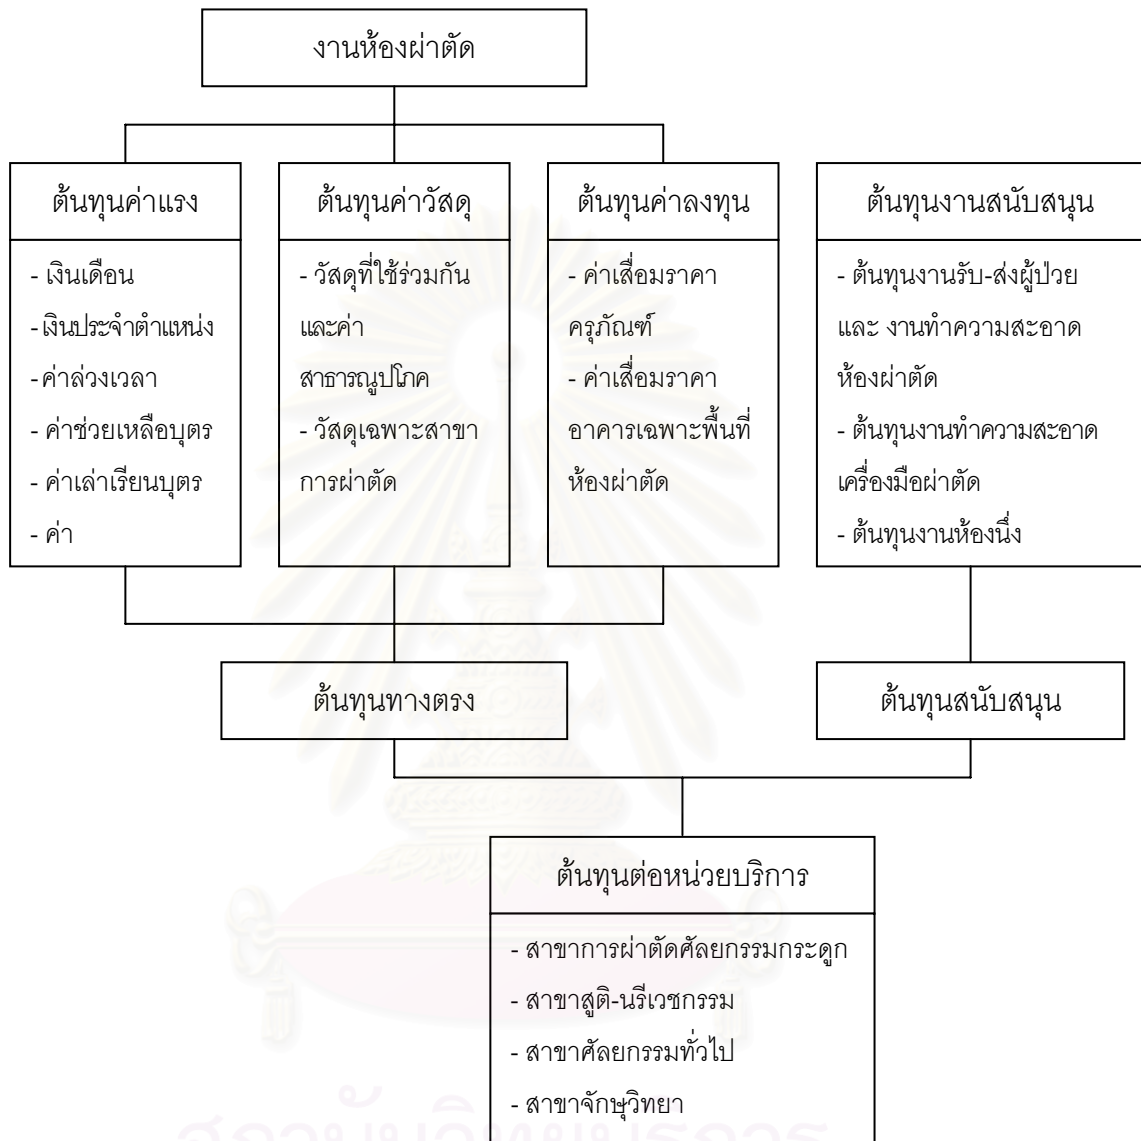 งานห้องผ่าตัด
ต้นทุนค่าแรง
- เงินเดือน
- เงินประจำตำแหน่ง
- ค่าล่วงเวลา
- ค่าช่วยเหลือบุตร
- ค่าเล่าเรียนบุตร
- ค่า
ต้นทุนค่าวัสดุ
- วัสดุที่ใช้ร่วมกัน
และค่า
สาธารณูปโภค
- วัสดุเฉพาะสาขา
การผ่าตัด
ต้นทุนค่าลงทุน
- ค่าเสื่อมราคา
ครุภัณฑ์
- ค่าเสื่อมราคา
อาคารเฉพาะพื้นที่
ห้องผ่าตัด
ต้นทุนงานสนับสนุน
- ต้นทุนงานรับ-ส่งผู้ป่วย
และ งานทำความสะอาด
ห้องผ่าตัด
- ต้นทุนงานทำความสะอาด
เครื่องมือผ่าตัด
- ต้นทุนงานห้องนึ่ง
ต้นทุนทางตรง
ต้นทุนสนับสนุน
ต้นทุนต่อหน่วยบริการ
- สาขาการผ่าตัดศัลยกรรมกระดูก
- สาขาสูติ-นรีเวชกรรม
- สาขาศัลยกรรมทั่วไป
- สาขาจักษุวิทยา
สถาบันวิทยบริการ